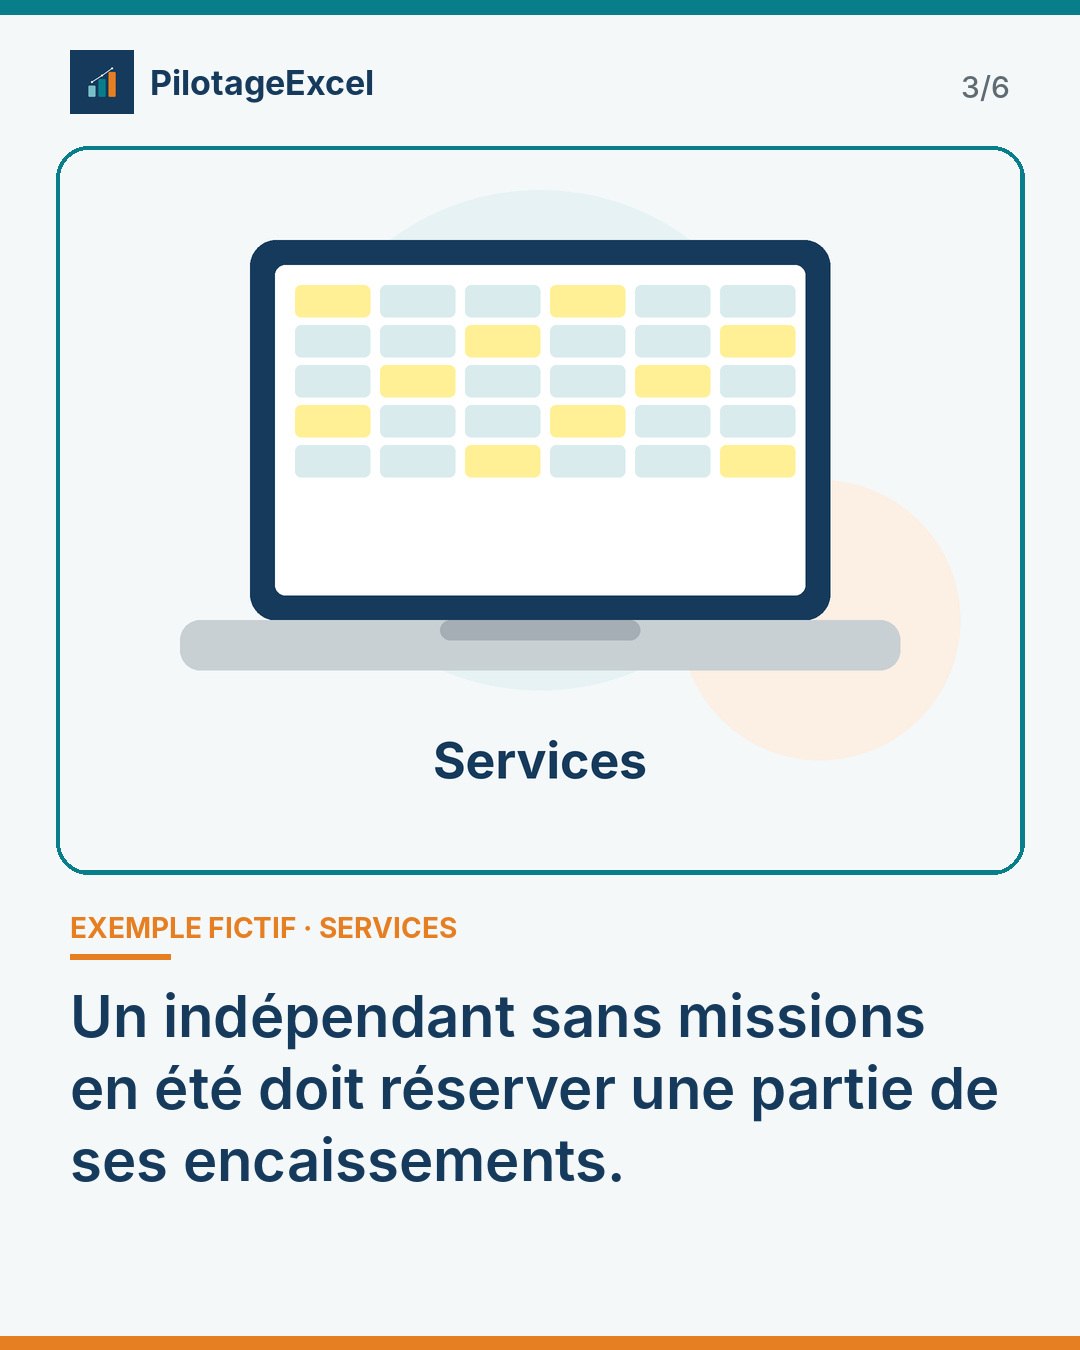 PilotageExcel
3/6
Services
EXEMPLE FICTIF · SERVICES
Un indépendant sans missions
en été doit réserver une partie de
ses encaissements.